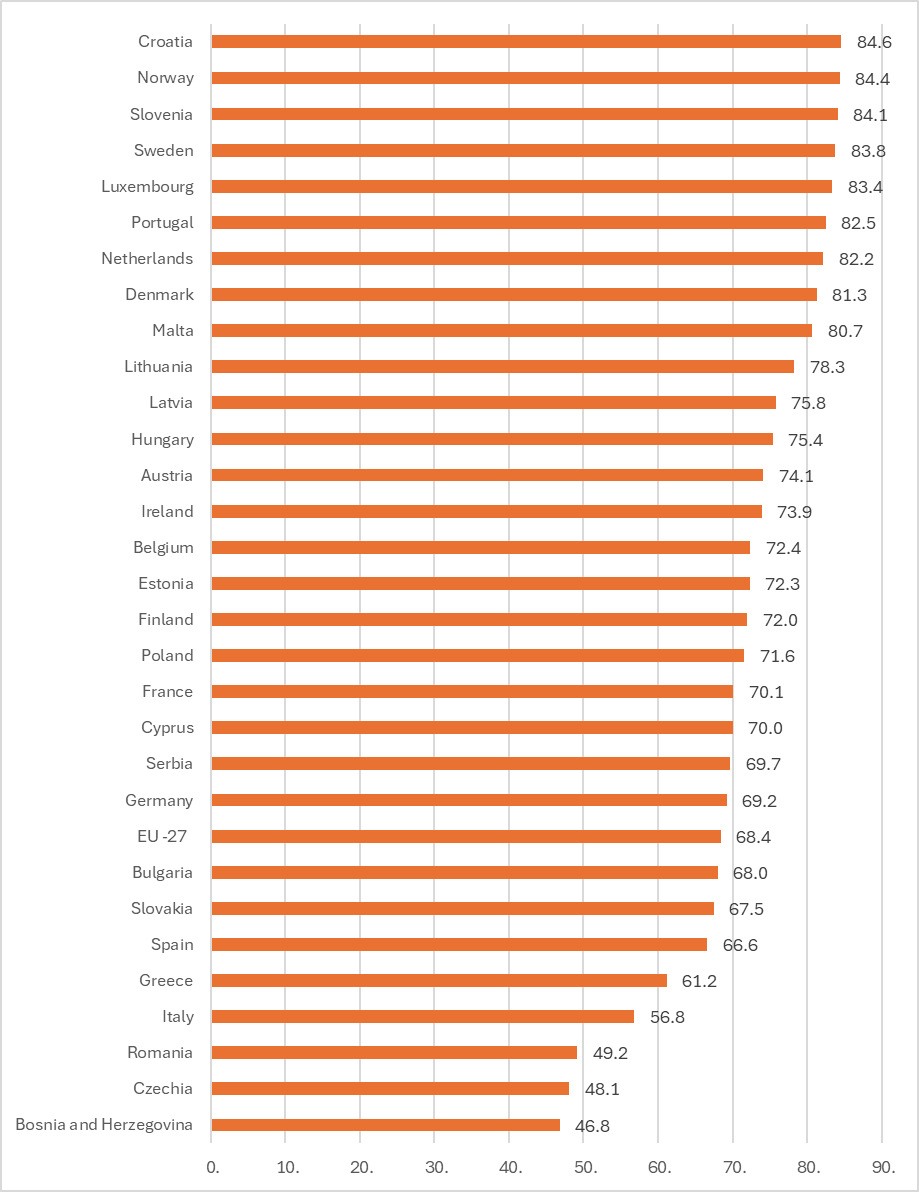 Croatia 84.6
Norway 84.4
Slovenia 84.1
Sweden 83.8
Luxembourg 83.4
Portugal 82.5
Netherlands 82.2
Denmark 81.3
Malta 80.7
Lithuania 78.3
Latvia 75.8
Hungary 75.4
Austria 74.1
Ireland 73.9
Belgium 72.4
Estonia 72.3
Finland 72.0
Poland 71.6
France 70.1
Cyprus 70.0
Serbia 69.7
Germany 69.2
EU -27 68.4
Bulgaria 68.0
Slovakia 67.5
Spain 66.6
Greece 61.2
Italy 56.8
Romania 49.2
Czechia 48.1
Bosnia and Herzegovina 46.8
0. 10. 20. 30. 40. 50. 60. 70. 80. 90.